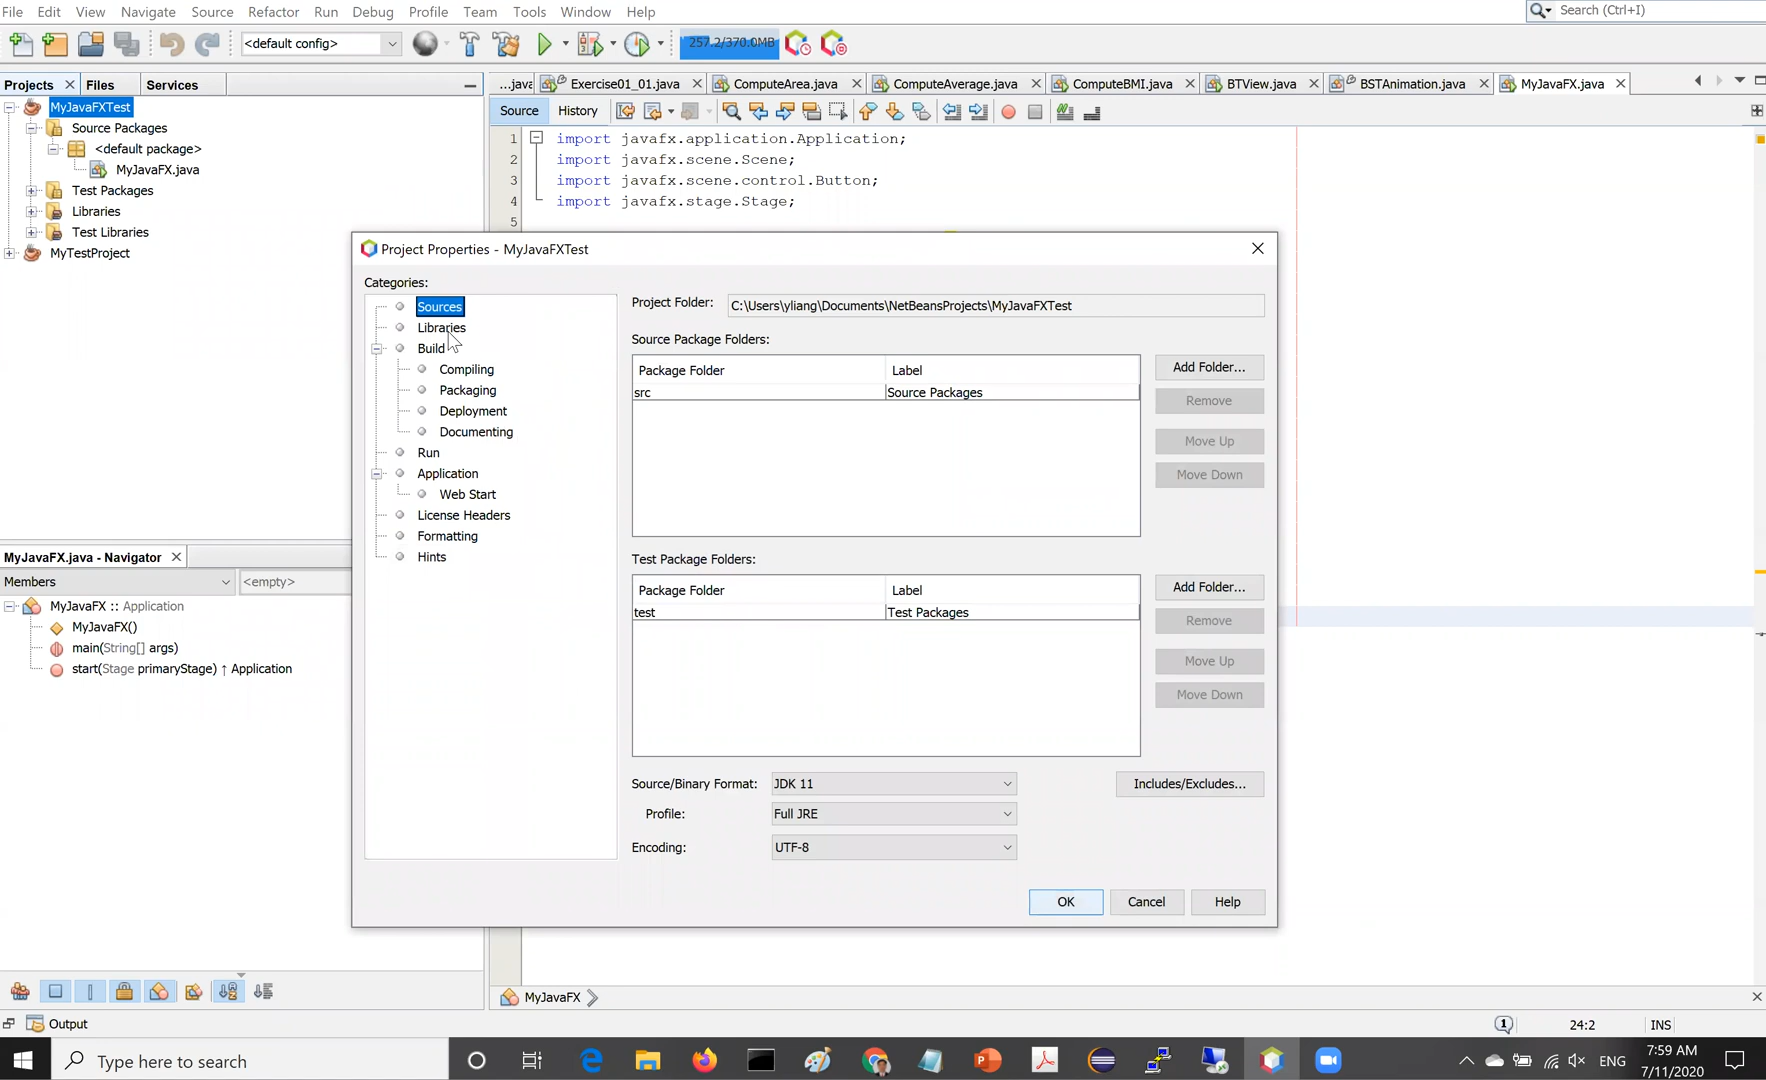 File Edit View Navigate Source Refactor Run Debug Profile Team Tools Window Help
Search (Ctrl+I)
<default config>
257.2/370.0MB
Projects Files Services
...java Exercise01_01.java ComputeArea.java ComputeAverage.java ComputeBMI.java BTView.java BSTAnimation.java MyJavaFX.java
Source History
MyJavaFXTest
Source Packages
<default package>
MyJavaFX.java
Test Packages
Libraries
Test Libraries
MyTestProject
1 import javafx.application.Application;
2 import javafx.scene.Scene;
3 import javafx.scene.control.Button;
4 import javafx.stage.Stage;
5
Project Properties - MyJavaFXTest
Categories:
Sources
Libraries
Build
Compiling
Packaging
Deployment
Documenting
Run
Application
Web Start
License Headers
Formatting
Hints
Project Folder: C:\Users\yliang\Documents\NetBeansProjects\MyJavaFXTest
Source Package Folders:
Package Folder Label
src Source Packages
Add Folder...
Remove
Move Up
Move Down
Test Package Folders:
Package Folder Label
test Test Packages
Add Folder...
Remove
Move Up
Move Down
Source/Binary Format: JDK 11
Includes/Excludes...
Profile: Full JRE
Encoding: UTF-8
OK Cancel Help
MyJavaFX.java - Navigator
Members <empty>
MyJavaFX :: Application
MyJavaFX()
main(String[] args)
start(Stage primaryStage) ↑ Application
MyJavaFX
Output
1 24:2 INS
Type here to search
ENG
7:59 AM
7/11/2020